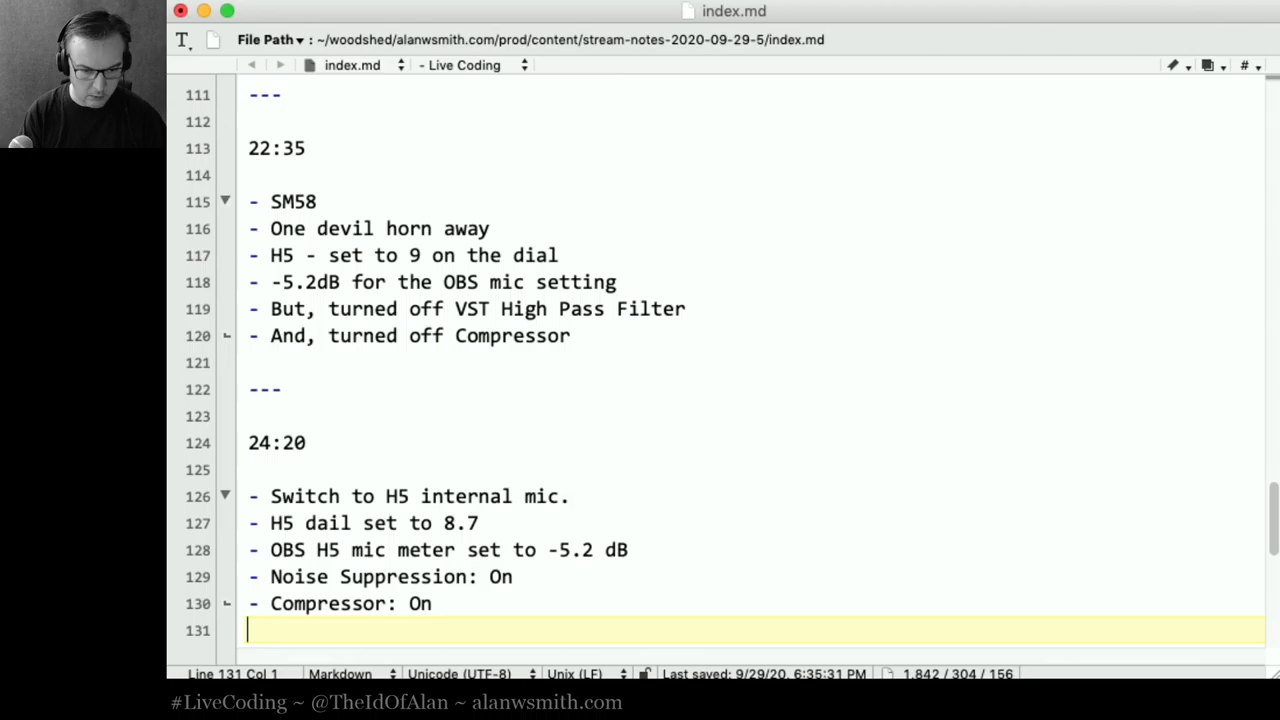 index.md
T. File Path▾ : ~/woodshed/alanwsmith.com/prod/content/stream-notes-2020-09-29-5/index.md
index.md - Live Coding #
111 ---
112
113 22:35
114
115 - SM58
116 - One devil horn away
117 - H5 - set to 9 on the dial
118 - -5.2dB for the OBS mic setting
119 - But, turned off VST High Pass Filter
120 - And, turned off Compressor
121
122 ---
123
124 24:20
125
126 - Switch to H5 internal mic.
127 - H5 dail set to 8.7
128 - OBS H5 mic meter set to -5.2 dB
129 - Noise Suppression: On
130 - Compressor: On
131
Line 131 Col 1 Markdown Unicode (UTF-8) Unix (LF) Last saved: 9/29/20, 6:35:31 PM 1,842 / 304 / 156
#LiveCoding ~ @TheIdOfAlan ~ alanwsmith.com